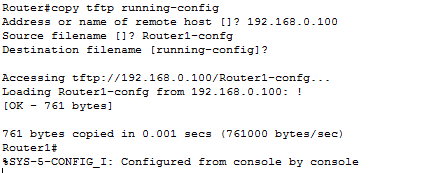 Router#copy tftp running-config
Address or name of remote host []? 192.168.0.100
Source filename []? Router1-confg
Destination filename [running-config]?
Accessing tftp://192.168.0.100/Router1-confg...
Loading Router1-confg from 192.168.0.100: !
[OK - 761 bytes]
761 bytes copied in 0.001 secs (761000 bytes/sec)
Router1#
%SYS-5-CONFIG_I: Configured from console by console